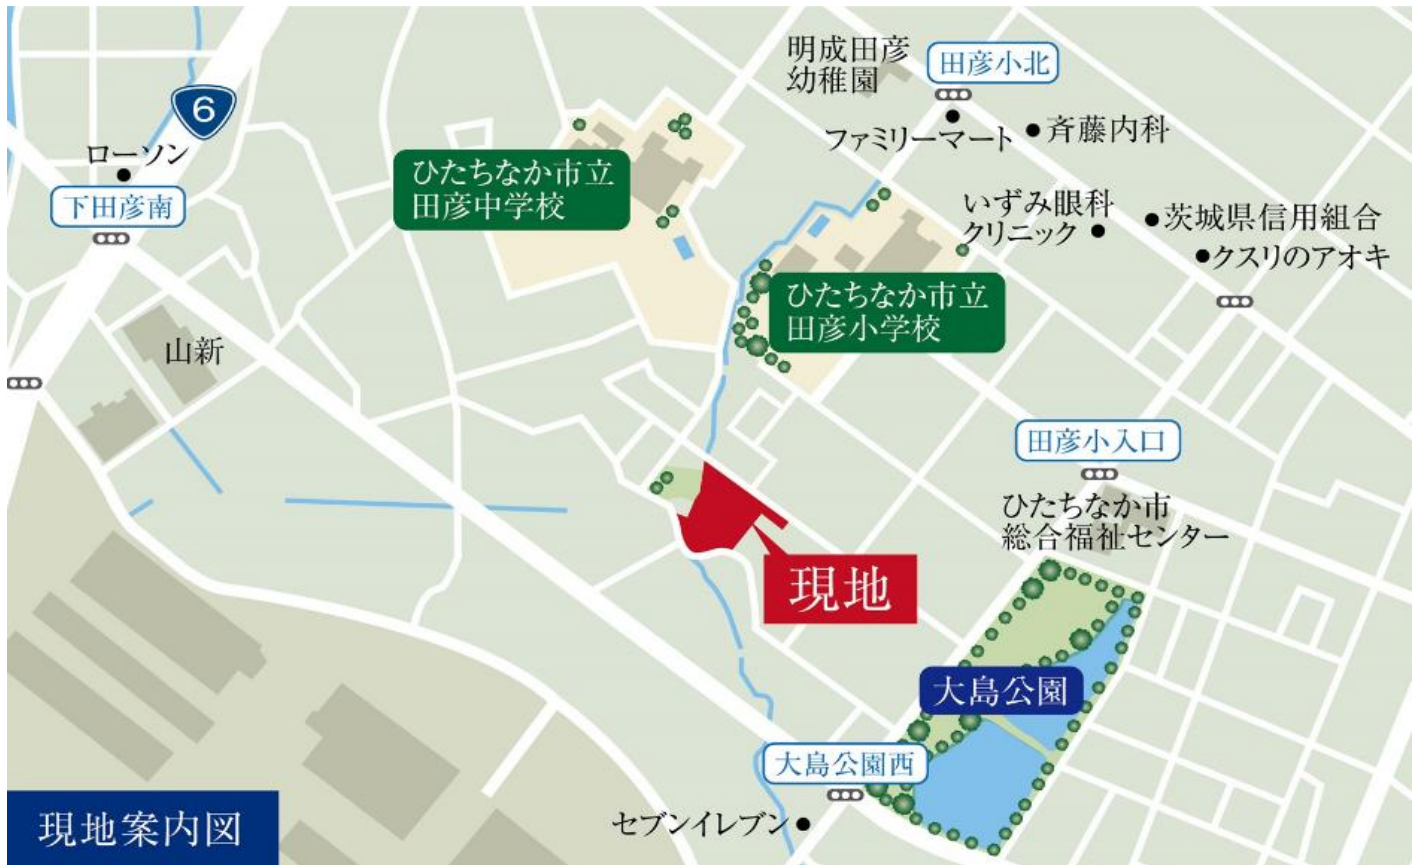 明成田彦
幼稚園
田彦小北
6
ファミリーマート
斉藤内科
ローソン
下田彦南
ひたちなか市立
田彦中学校
いずみ眼科
クリニック
茨城県信用組合
クスリのアオキ
ひたちなか市立
田彦小学校
山新
田彦小入口
ひたちなか市
総合福祉センター
現地
大島公園
大島公園西
セブンイレブン
現地案内図